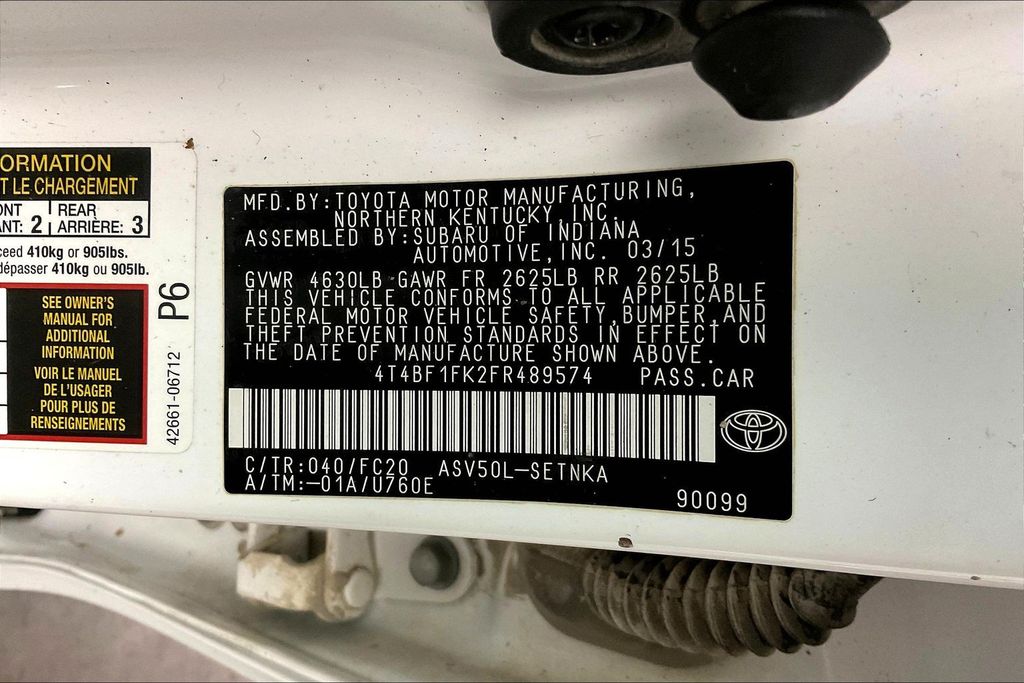 ORMATION
T LE CHARGEMENT
ONT
ANT: 2
REAR
ARRIÈRE: 3
ceed 410kg or 905lbs.
dépasser 410kg ou 905lb.
SEE OWNER'S
MANUAL FOR
ADDITIONAL
INFORMATION
VOIR LE MANUEL
DE L'USAGER
POUR PLUS DE
RENSEIGNEMENTS
P6
42661-06712
MFD.BY:TOYOTA MOTOR MANUFACTURING,
NORTHERN KENTUCKY, INC.
ASSEMBLED BY:SUBARU OF INDIANA
AUTOMOTIVE,INC. 03/15
GVWR 4630LB GAWR FR 2625LB RR 2625LB
THIS VEHICLE CONFORMS TO ALL APPLICABLE
FEDERAL MOTOR VEHICLE SAFETY,BUMPER,AND
THEFT PREVENTION STANDARDS IN EFFECT ON
THE DATE OF MANUFACTURE SHOWN ABOVE.
4T4BF1FK2FR489574 PASS.CAR
C/TR:040/FC20 ASV50L-SETNKA
A/TM:-01A/U760E
90099